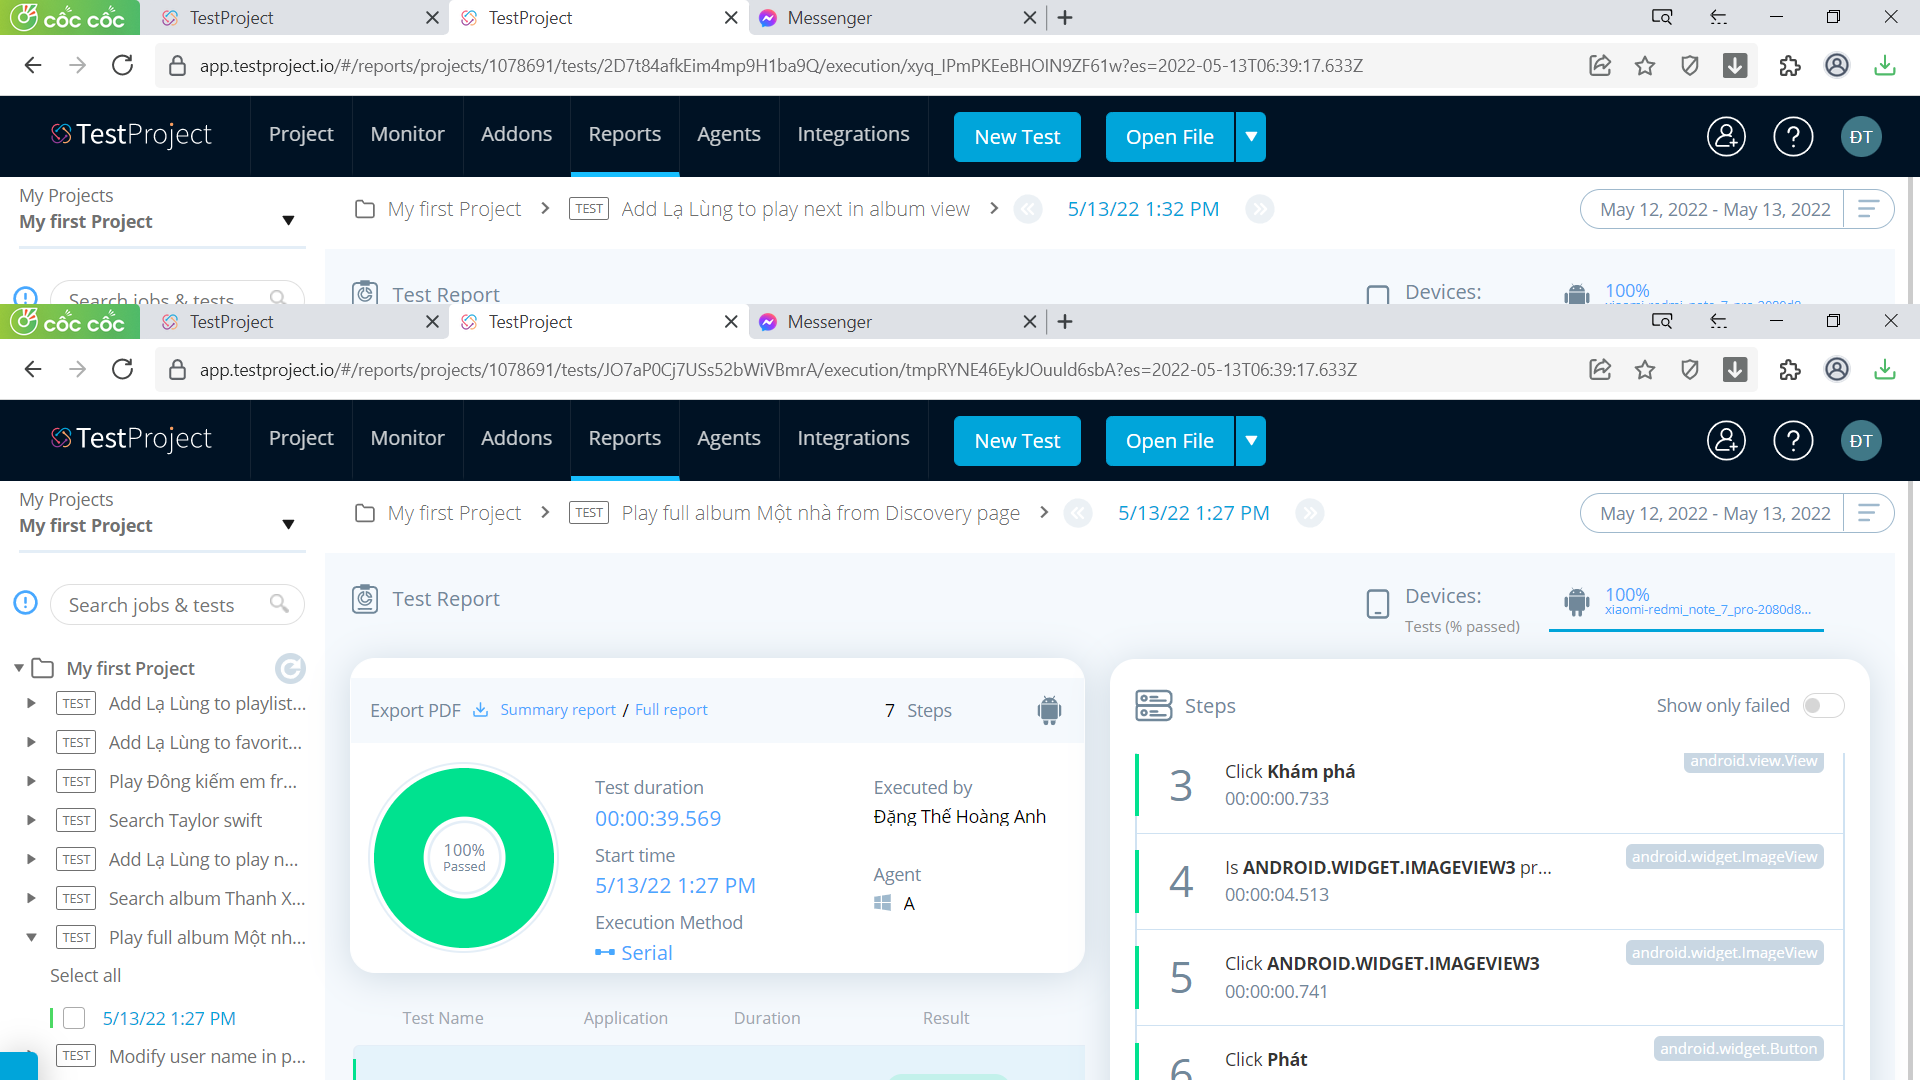 cốc cốc
TestProject
TestProject
Messenger
app.testproject.io/#/reports/projects/1078691/tests/2D7t84afkEim4mp9H1ba9Q/execution/xyq_IPmPKEeBHOIN9ZF61w?es=2022-05-13T06:39:17.633Z
TestProject
Project
Monitor
Addons
Reports
Agents
Integrations
New Test
Open File
ĐT
My Projects
My first Project
My first Project
TEST
Add Lạ Lùng to play next in album view
5/13/22 1:32 PM
May 12, 2022 - May 13, 2022
Search jobs & tests
Test Report
Devices:
100%
cốc cốc
TestProject
TestProject
Messenger
app.testproject.io/#/reports/projects/1078691/tests/JO7aP0Cj7USs52bWiVBmrA/execution/tmpRYNE46EykJOuuld6sbA?es=2022-05-13T06:39:17.633Z
TestProject
Project
Monitor
Addons
Reports
Agents
Integrations
New Test
Open File
ĐT
My Projects
My first Project
My first Project
TEST
Play full album Một nhà from Discovery page
5/13/22 1:27 PM
May 12, 2022 - May 13, 2022
Search jobs & tests
Test Report
Devices:
Tests (% passed)
100%
xiaomi-redmi_note_7_pro-2080d8...
My first Project
TEST Add Lạ Lùng to playlist...
TEST Add Lạ Lùng to favorit...
TEST Play Đông kiếm em fr...
TEST Search Taylor swift
TEST Add Lạ Lùng to play n...
TEST Search album Thanh X...
TEST Play full album Một nh...
Select all
5/13/22 1:27 PM
TEST Modify user name in p...
Export PDF
Summary report / Full report
7 Steps
100%
Passed
Test duration
00:00:39.569
Start time
5/13/22 1:27 PM
Execution Method
Serial
Executed by
Đặng Thế Hoàng Anh
Agent
A
Test Name
Application
Duration
Result
Steps
Show only failed
android.view.View
3
Click Khám phá
00:00:00.733
android.widget.ImageView
4
Is ANDROID.WIDGET.IMAGEVIEW3 pr...
00:00:04.513
android.widget.ImageView
5
Click ANDROID.WIDGET.IMAGEVIEW3
00:00:00.741
android.widget.Button
6
Click Phát